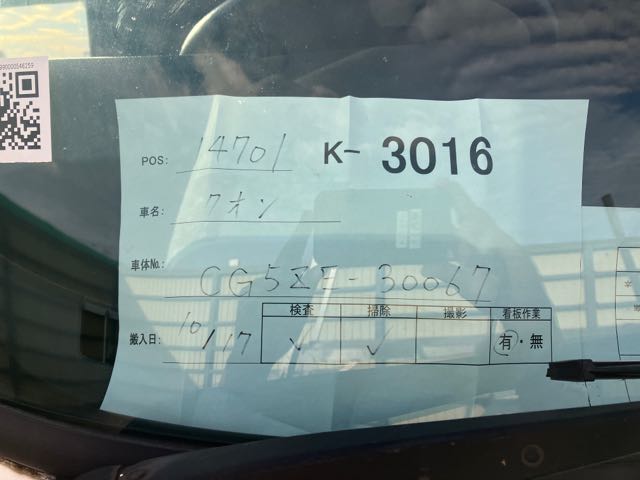 POS: 14701 K- 3016
車名: クオン
車体No.: CG5ZE-30067
検査 掃除 撮影 看板作業
搬入日: 10/17 ✓ ✓ 有・無